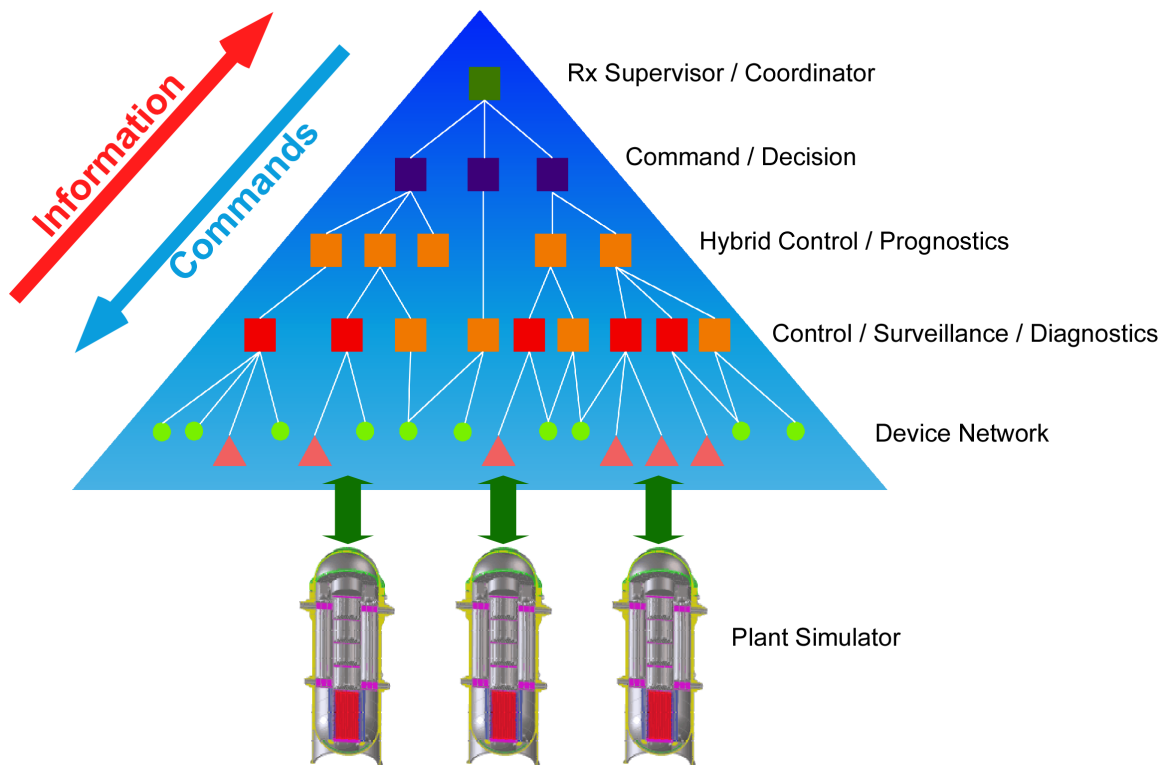 Information
Commands
Rx Supervisor / Coordinator
Command / Decision
Hybrid Control / Prognostics
Control / Surveillance / Diagnostics
Device Network
Plant Simulator